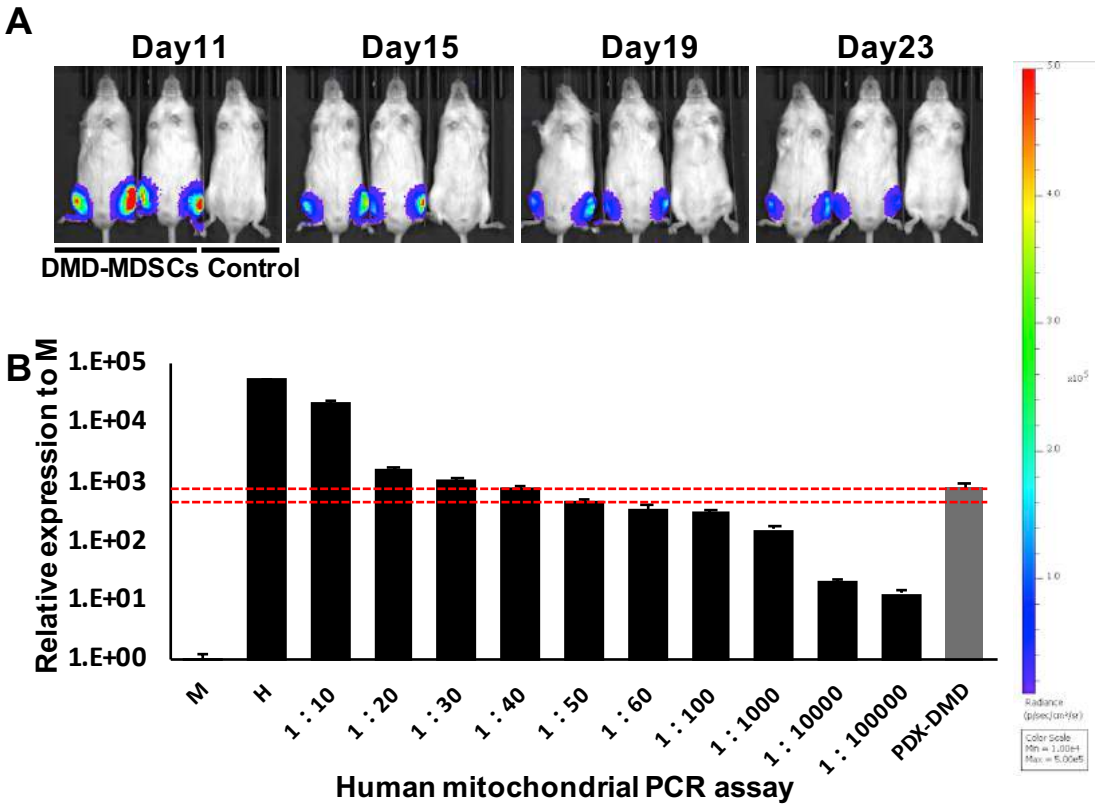 A
Day11 Day15 Day19 Day23
DMD-MDSCs Control
5.0
4.0
3.0
x10⁵
2.0
1.0
Radiance
(p/sec/cm²/sr)
Color Scale
Min = 1.00e4
Max = 5.00e5
B
Relative expression to M
1.E+05
1.E+04
1.E+03
1.E+02
1.E+01
1.E+00
M H 1 : 10 1 : 20 1 : 30 1 : 40 1 : 50 1 : 60 1 : 100 1 : 1000 1 : 10000 1 : 100000 PDX-DMD
Human mitochondrial PCR assay